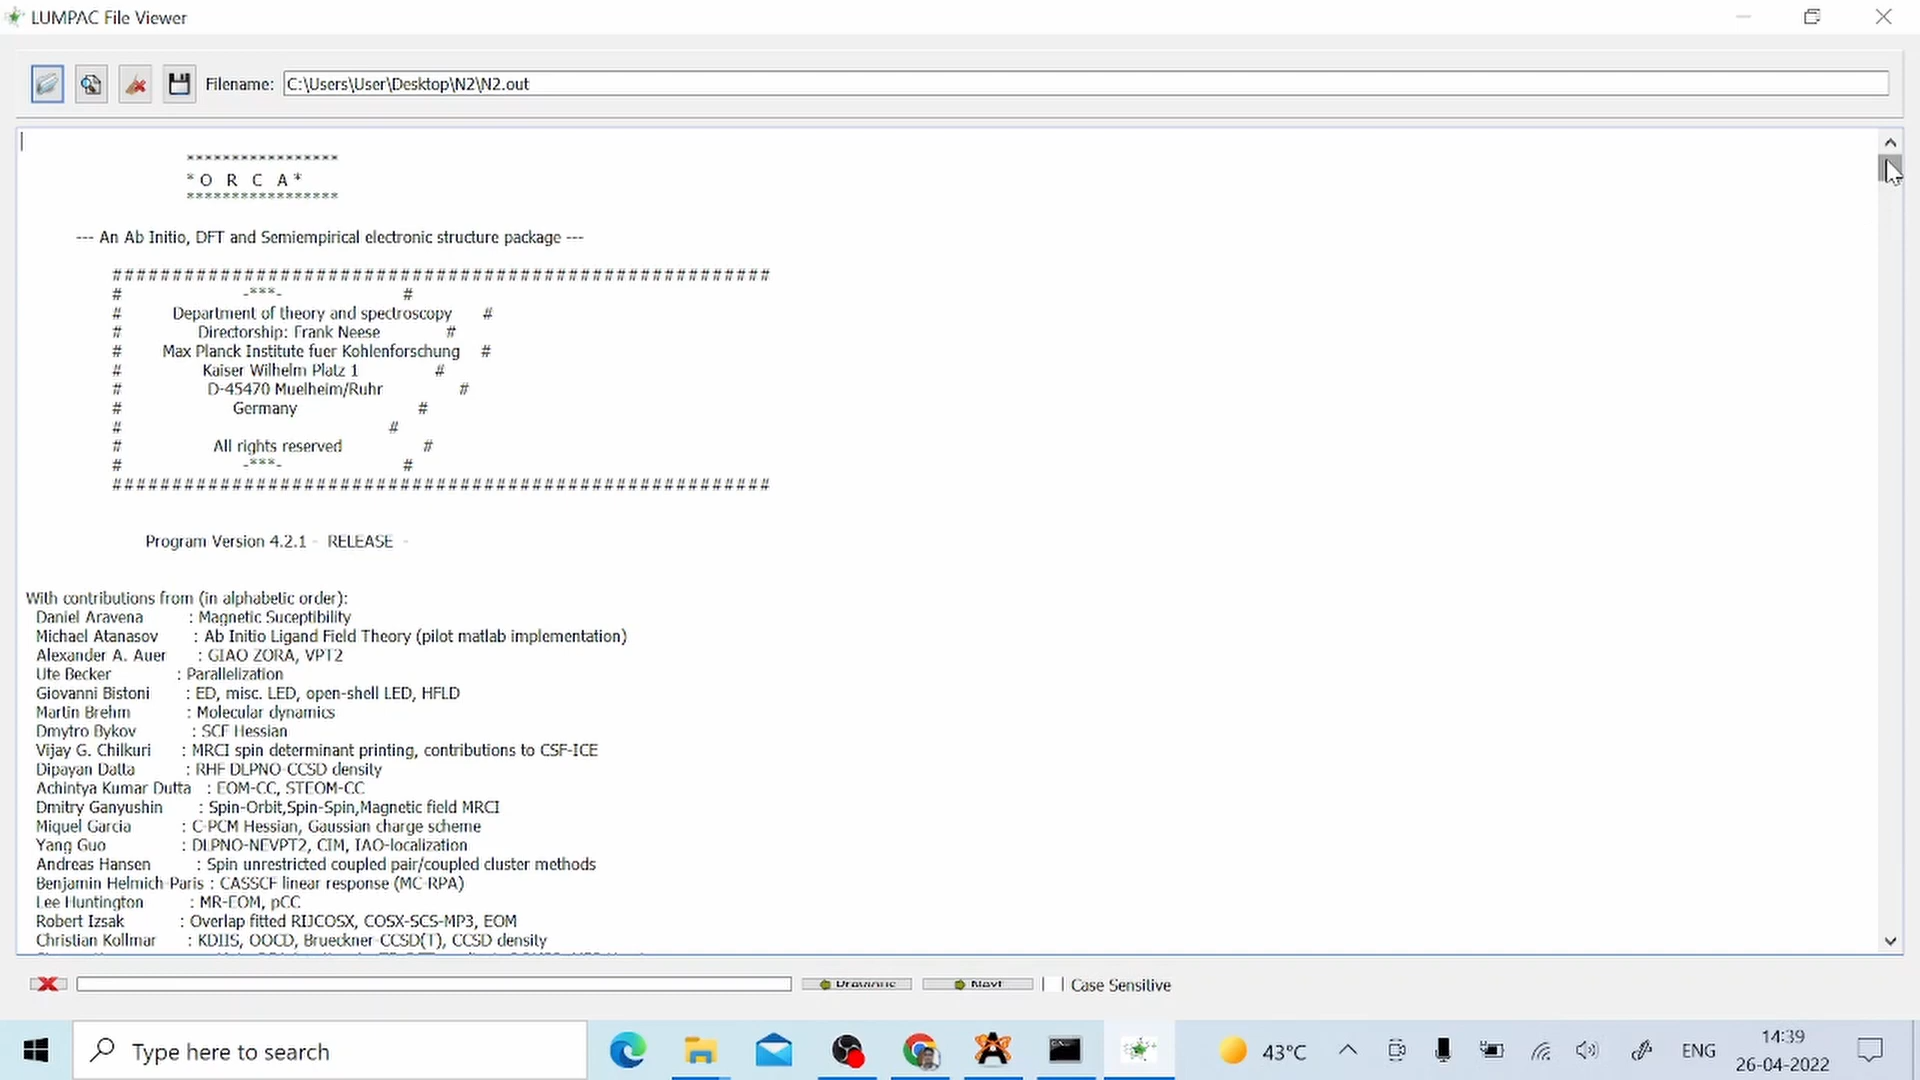 LUMPAC File Viewer
Filename: C:\Users\User\Desktop\N2\N2.out
*****************
* O R C A *
*****************
--- An Ab Initio, DFT and Semiempirical electronic structure package ---
#######################################################
# -***- #
# Department of theory and spectroscopy #
# Directorship: Frank Neese #
# Max Planck Institute fuer Kohlenforschung #
# Kaiser Wilhelm Platz 1 #
# D-45470 Muelheim/Ruhr #
# Germany #
# #
# All rights reserved #
# -***- #
#######################################################
Program Version 4.2.1 - RELEASE -
With contributions from (in alphabetic order):
Daniel Aravena : Magnetic Suceptibility
Michael Atanasov : Ab Initio Ligand Field Theory (pilot matlab implementation)
Alexander A. Auer : GIAO ZORA, VPT2
Ute Becker : Parallelization
Giovanni Bistoni : ED, misc. LED, open-shell LED, HFLD
Martin Brehm : Molecular dynamics
Dmytro Bykov : SCF Hessian
Vijay G. Chilkuri : MRCI spin determinant printing, contributions to CSF-ICE
Dipayan Datta : RHF DLPNO-CCSD density
Achintya Kumar Dutta : EOM-CC, STEOM-CC
Dmitry Ganyushin : Spin-Orbit,Spin-Spin,Magnetic field MRCI
Miquel Garcia : C-PCM Hessian, Gaussian charge scheme
Yang Guo : DLPNO-NEVPT2, CIM, IAO-localization
Andreas Hansen : Spin unrestricted coupled pair/coupled cluster methods
Benjamin Helmich-Paris : CASSCF linear response (MC-RPA)
Lee Huntington : MR-EOM, pCC
Robert Izsak : Overlap fitted RIJCOSX, COSX-SCS-MP3, EOM
Christian Kollmar : KDIIS, OOCD, Brueckner-CCSD(T), CCSD density
Previous Next Case Sensitive
Type here to search
43°C
ENG
14:39
26-04-2022